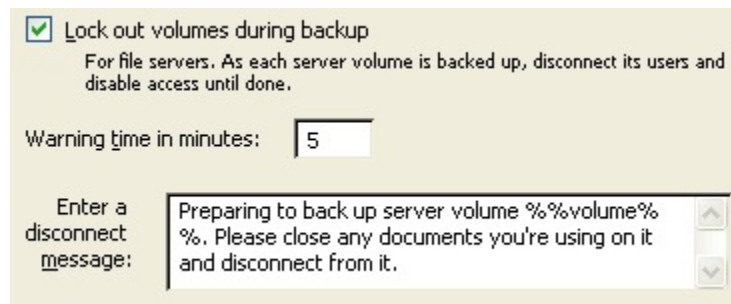 Lock out volumes during backup
For file servers. As each server volume is backed up, disconnect its users and
disable access until done.
Warning time in minutes: 5
Enter a
disconnect
message:
Preparing to back up server volume %%volume%
%. Please close any documents you're using on it
and disconnect from it.